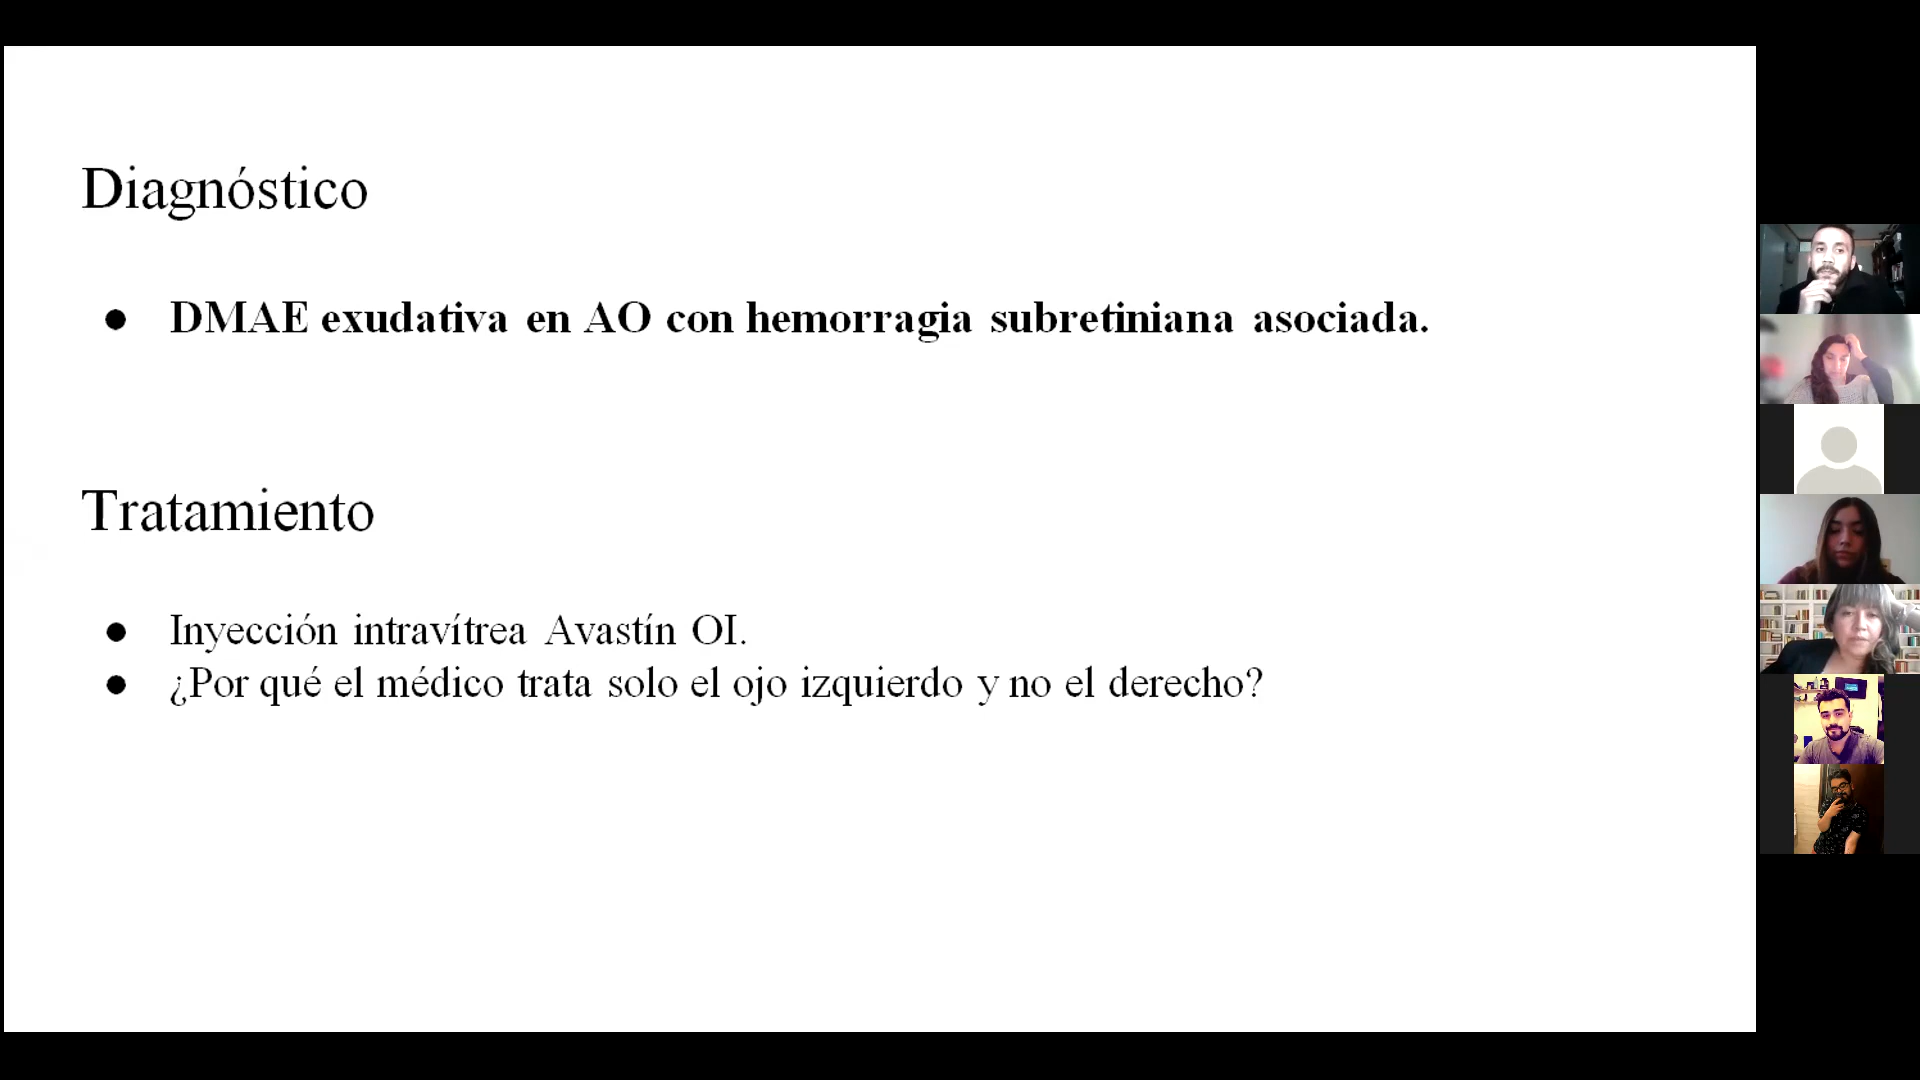 Diagnóstico
● DMAE exudativa en AO con hemorragia subretiniana asociada.
Tratamiento
● Inyección intravítrea Avastín OI.
● ¿Por qué el médico trata solo el ojo izquierdo y no el derecho?